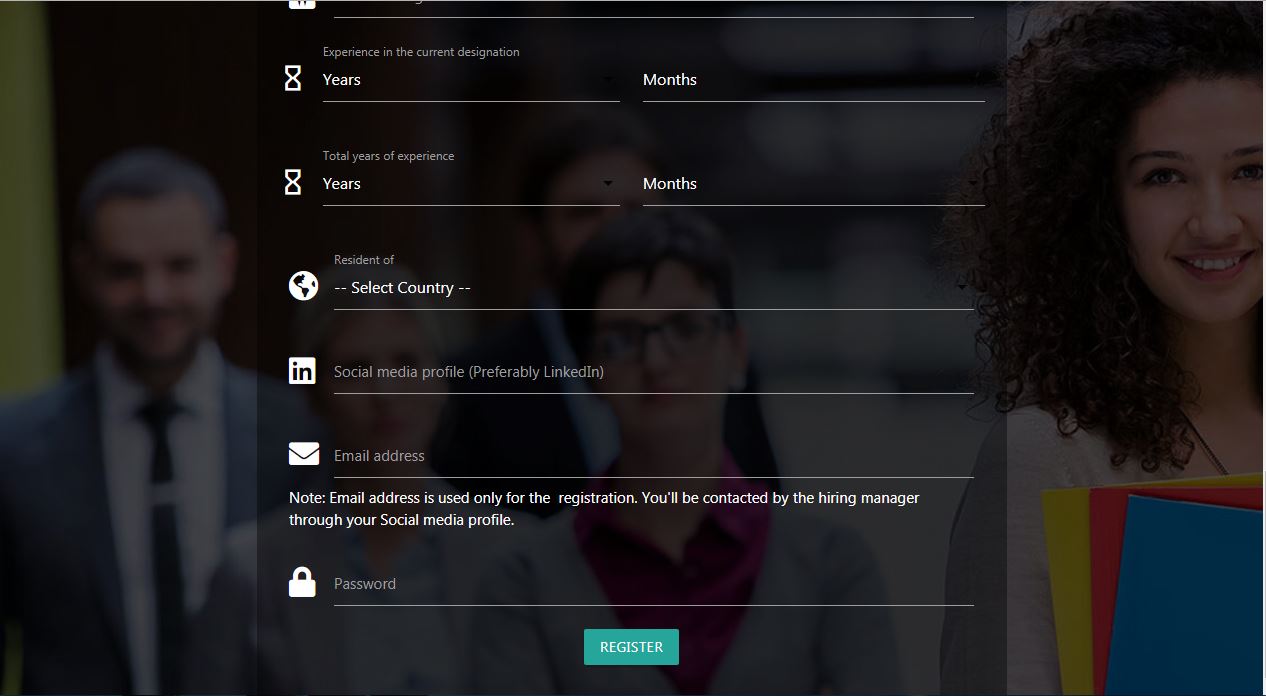 Experience in the current designation
Years Months
Total years of experience
Years Months
Resident of
-- Select Country --
in
Social media profile (Preferably LinkedIn)
Email address
Note: Email address is used only for the  registration. You'll be contacted by the hiring manager
through your Social media profile.
Password
REGISTER